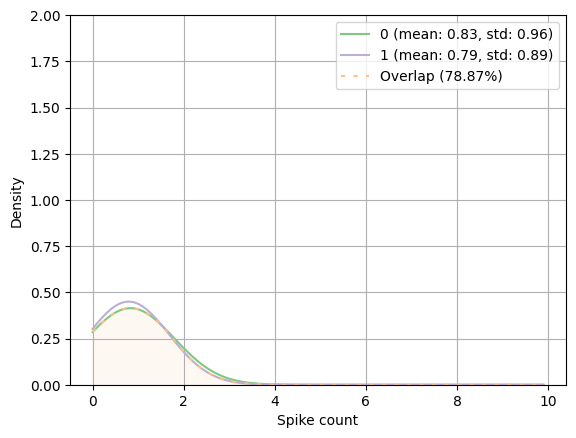 2.00
1.75
1.50
1.25
1.00
0.75
0.50
0.25
0.00
Density
0 (mean: 0.83, std: 0.96)
1 (mean: 0.79, std: 0.89)
Overlap (78.87%)
0 2 4 6 8 10
Spike count